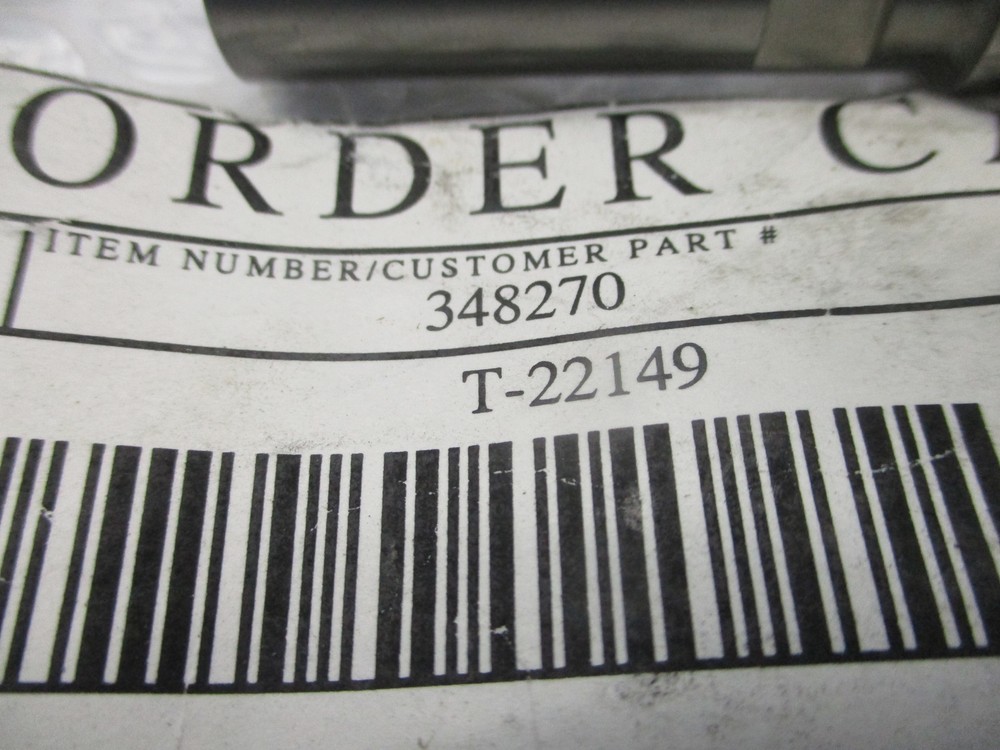 ORDER C
ITEM NUMBER/CUSTOMER PART #
348270
T-22149